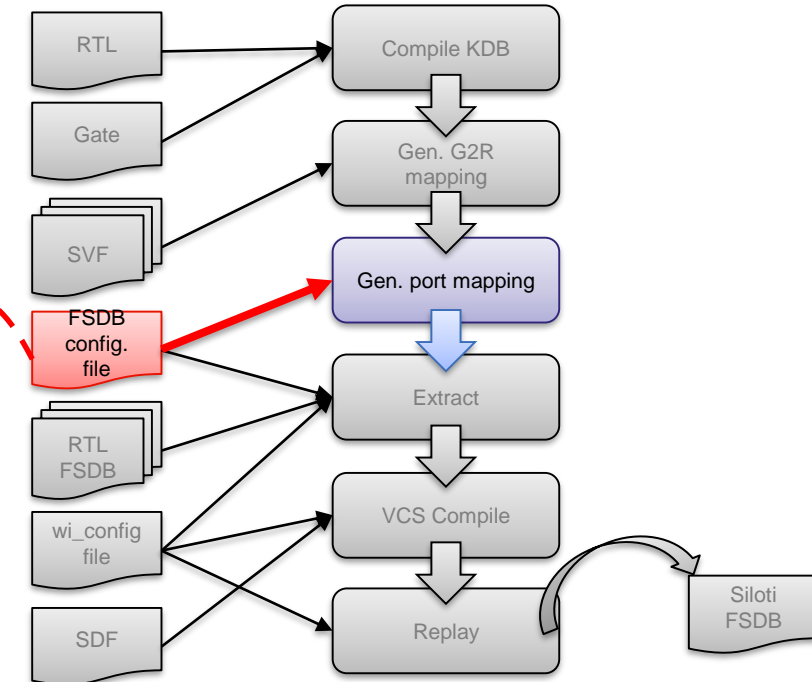 RTL
Compile KDB
Gate
Gen. G2R
mapping
SVF
Gen. port mapping
FSDB
config.
file
Extract
RTL
FSDB
VCS Compile
wi_config
file
Siloti
FSDB
SDF
Replay